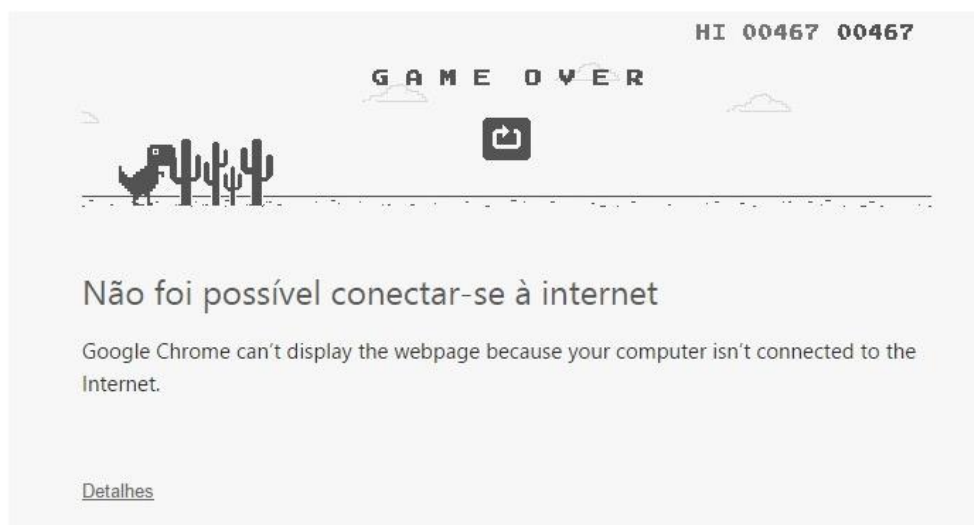 HI 00467 00467
GAME OVER
Não foi possível conectar-se à internet
Google Chrome can't display the webpage because your computer isn't connected to the
Internet.
Detalhes